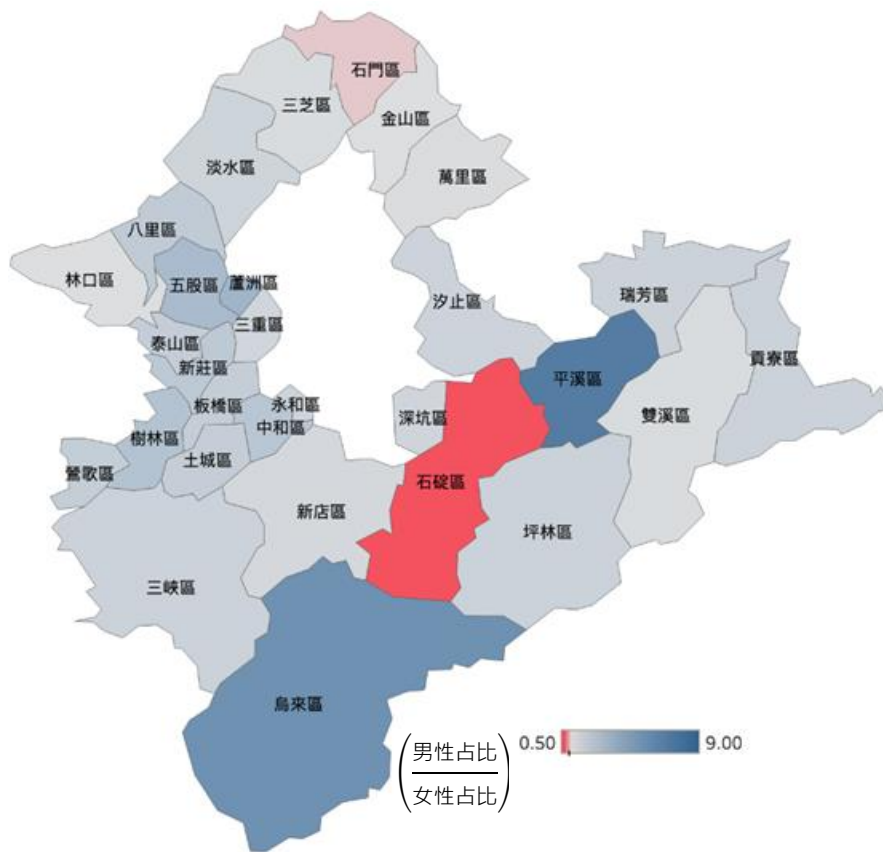 石門區
三芝區
金山區
淡水區
萬里區
八里區
林口區
五股區
蘆洲區
汐止區
瑞芳區
三重區
泰山區
新莊區
貢寮區
平溪區
板橋區
永和區
深坑區
雙溪區
樹林區
中和區
土城區
鶯歌區
石碇區
新店區
坪林區
三峽區
烏來區
男性占比
女性占比
0.50
9.00